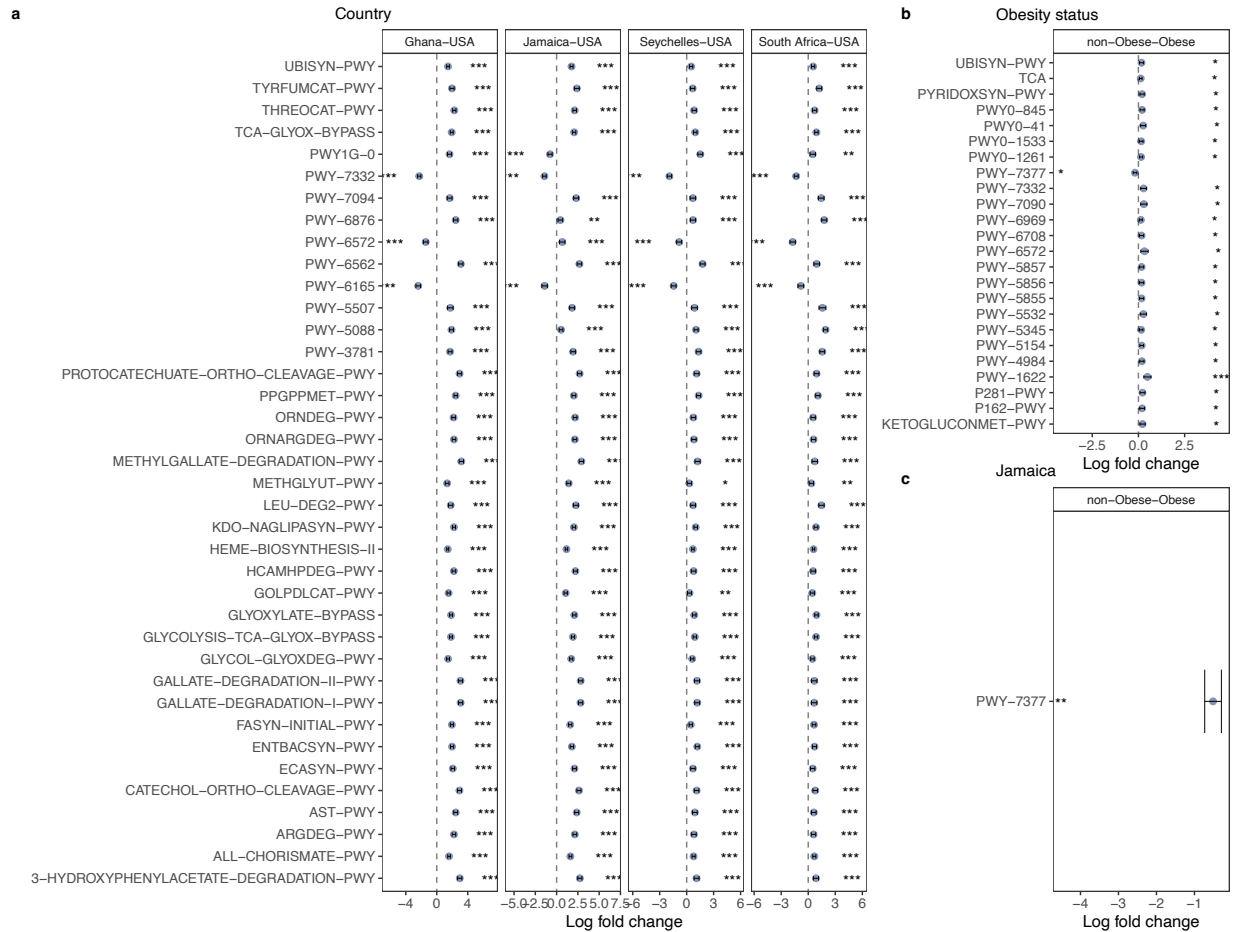 a
Country
Ghana−USA
Jamaica−USA
Seychelles−USA
South Africa−USA
UBISYN−PWY *** *** *** ***
TYRFUMCAT−PWY *** *** *** ***
THREOCAT−PWY *** *** *** ***
TCA−GLYOX−BYPASS *** *** *** ***
PWY1G−0 *** *** *** **
PWY−7332 ** ** ** ***
PWY−7094 *** *** *** ***
PWY−6876 *** ** *** ***
PWY−6572 *** *** *** **
PWY−6562 *** *** *** ***
PWY−6165 ** ** *** ***
PWY−5507 *** *** *** ***
PWY−5088 *** *** *** ***
PWY−3781 *** *** *** ***
PROTOCATECHUATE−ORTHO−CLEAVAGE−PWY *** *** *** ***
PPGPPMET−PWY *** *** *** ***
ORNDEG−PWY *** *** *** ***
ORNARGDEG−PWY *** *** *** ***
METHYLGALLATE−DEGRADATION−PWY *** *** *** ***
METHGLYUT−PWY *** *** * **
LEU−DEG2−PWY *** *** *** ***
KDO−NAGLIPASYN−PWY *** *** *** ***
HEME−BIOSYNTHESIS−II *** *** *** ***
HCAMHPDEG−PWY *** *** *** ***
GOLPDLCAT−PWY *** *** ** ***
GLYOXYLATE−BYPASS *** *** *** ***
GLYCOLYSIS−TCA−GLYOX−BYPASS *** *** *** ***
GLYCOL−GLYOXDEG−PWY *** *** *** ***
GALLATE−DEGRADATION−II−PWY *** *** *** ***
GALLATE−DEGRADATION−I−PWY *** *** *** ***
FASYN−INITIAL−PWY *** *** *** ***
ENTBACSYN−PWY *** *** *** ***
ECASYN−PWY *** *** *** ***
CATECHOL−ORTHO−CLEAVAGE−PWY *** *** *** ***
AST−PWY *** *** *** ***
ARGDEG−PWY *** *** *** ***
ALL−CHORISMATE−PWY *** *** *** ***
3−HYDROXYPHENYLACETATE−DEGRADATION−PWY *** *** *** ***
−4 0 4
−5.0 −2.5 0.0 2.5 5.0 7.5
−6 −3 0 3 6
−6 −3 0 3 6
Log fold change
b
Obesity status
non−Obese−Obese
UBISYN−PWY *
TCA *
PYRIDOXSYN−PWY *
PWY0−845 *
PWY0−41 *
PWY0−1533 *
PWY0−1261 *
PWY−7377 *
PWY−7332 *
PWY−7090 *
PWY−6969 *
PWY−6708 *
PWY−6572 *
PWY−5857 *
PWY−5856 *
PWY−5855 *
PWY−5532 *
PWY−5345 *
PWY−5154 *
PWY−4984 *
PWY−1622 ***
P281−PWY *
P162−PWY *
KETOGLUCONMET−PWY *
−2.5 0.0 2.5
Log fold change
c
Jamaica
non−Obese−Obese
PWY−7377 **
−4 −3 −2 −1
Log fold change